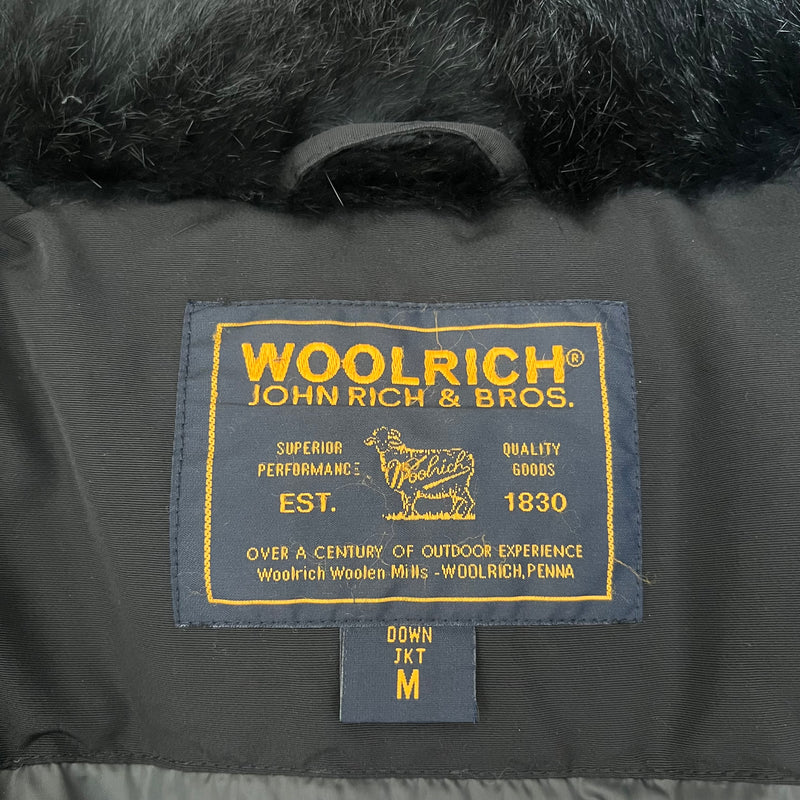 WOOLRICH®
JOHN RICH & BROS.
SUPERIOR PERFORMANCE
Woolrich
QUALITY GOODS
EST. 1830
OVER A CENTURY OF OUTDOOR EXPERIENCE
Woolrich Woolen Mills - WOOLRICH, PENNA
DOWN
JKT
M